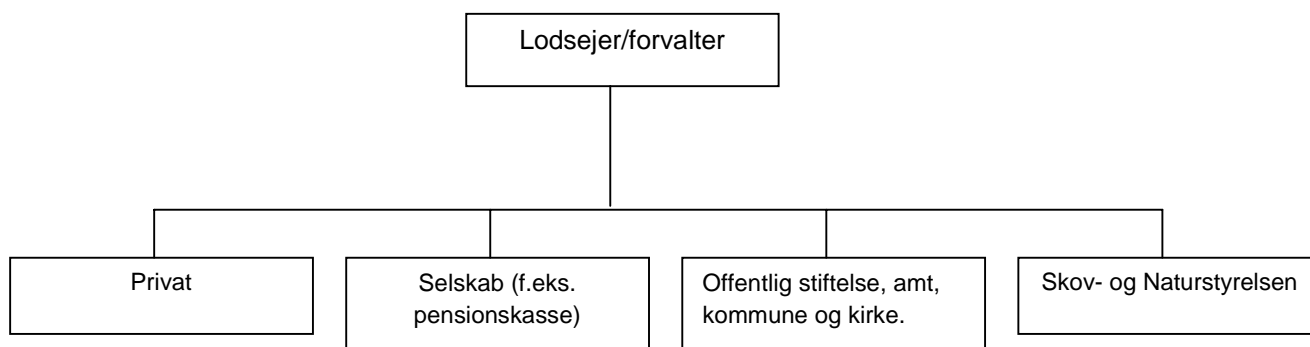 Lodsejer/forvalter
Privat
Selskab (f.eks.
pensionskasse)
Offentlig stiftelse, amt,
kommune og kirke.
Skov- og Naturstyrelsen